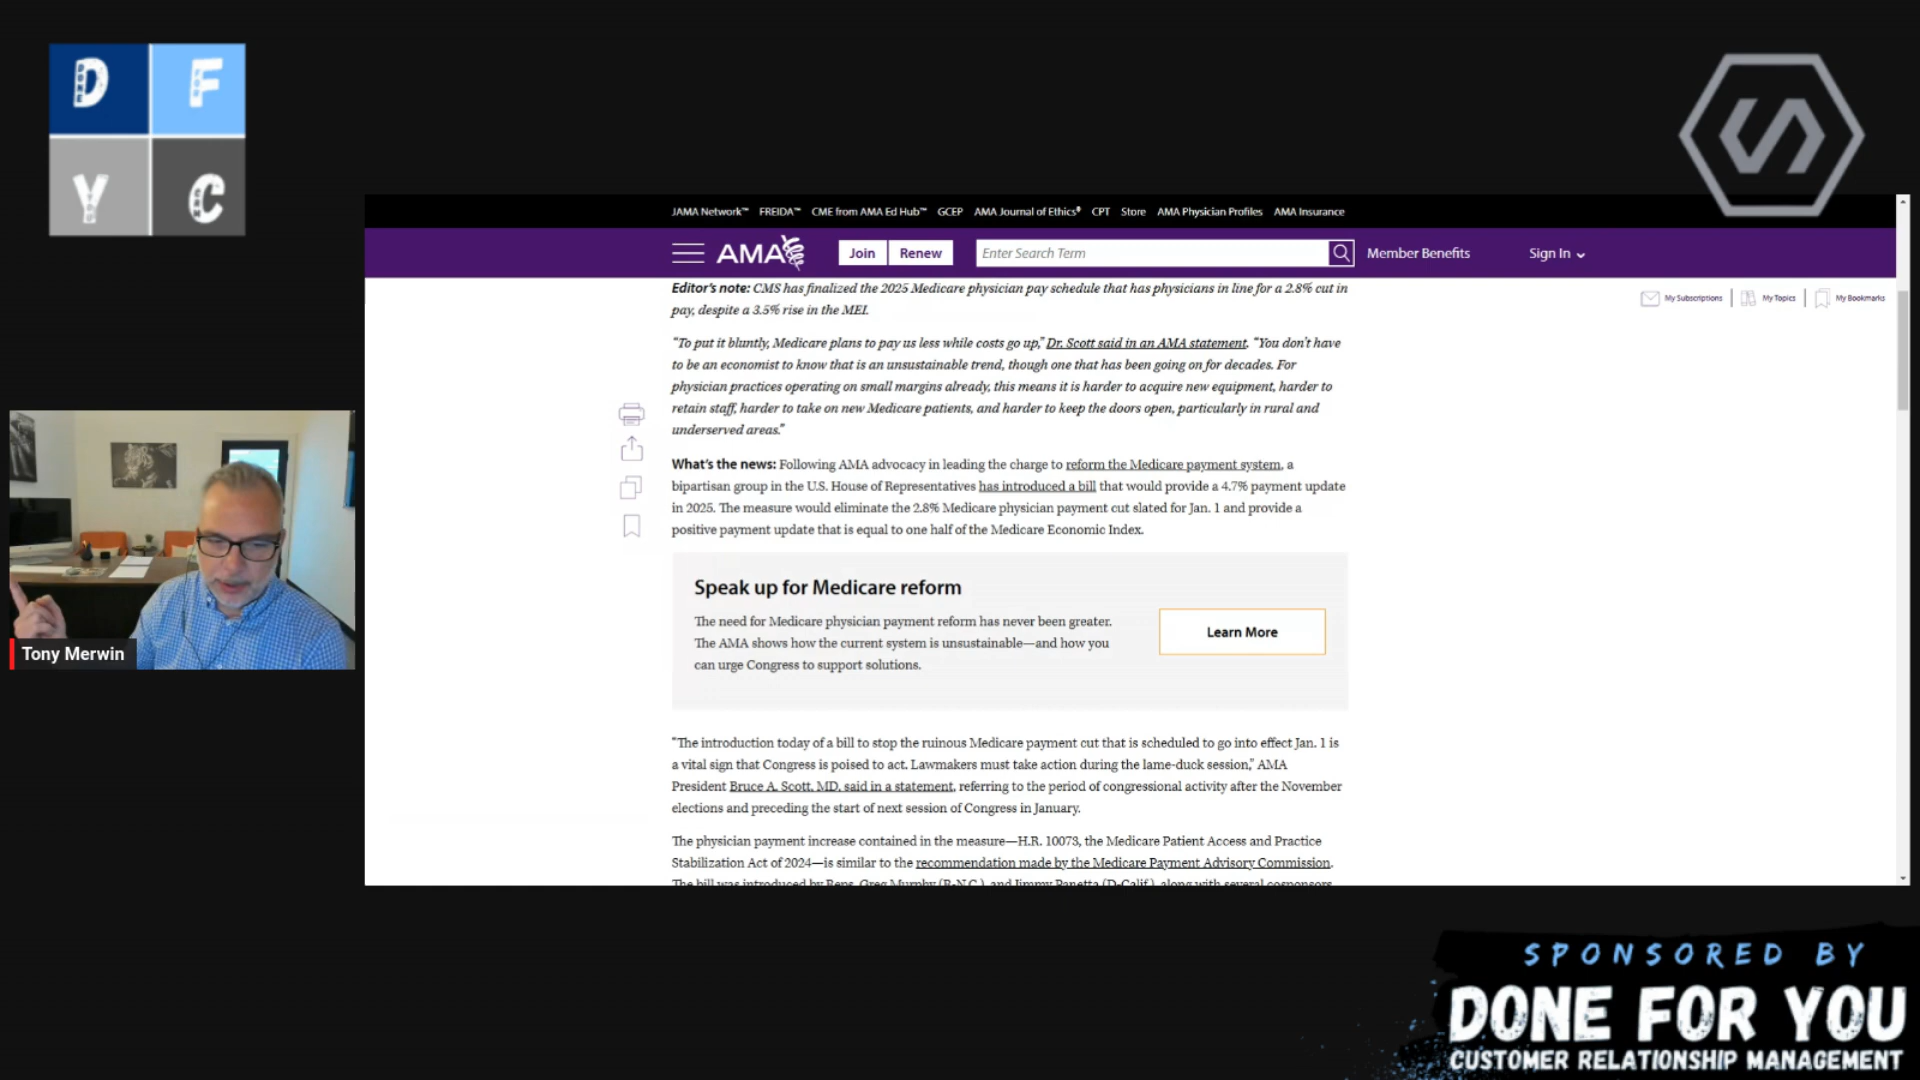 D F
Y C
JAMA Network™ FREIDA™ CME from AMA Ed Hub™ GCEP AMA Journal of Ethics® CPT Store AMA Physician Profiles AMA Insurance
AMA Join Renew Enter Search Term Member Benefits Sign In
My Subscriptions My Topics My Bookmarks
Editor's note: CMS has finalized the 2025 Medicare physician pay schedule that has physicians in line for a 2.8% cut in
pay, despite a 3.5% rise in the MEI.
"To put it bluntly, Medicare plans to pay us less while costs go up," Dr. Scott said in an AMA statement. "You don't have
to be an economist to know that is an unsustainable trend, though one that has been going on for decades. For
physician practices operating on small margins already, this means it is harder to acquire new equipment, harder to
retain staff, harder to take on new Medicare patients, and harder to keep the doors open, particularly in rural and
underserved areas."
What's the news: Following AMA advocacy in leading the charge to reform the Medicare payment system, a
bipartisan group in the U.S. House of Representatives has introduced a bill that would provide a 4.7% payment update
in 2025. The measure would eliminate the 2.8% Medicare physician payment cut slated for Jan. 1 and provide a
positive payment update that is equal to one half of the Medicare Economic Index.
Speak up for Medicare reform
The need for Medicare physician payment reform has never been greater.
The AMA shows how the current system is unsustainable—and how you
can urge Congress to support solutions.
Learn More
"The introduction today of a bill to stop the ruinous Medicare payment cut that is scheduled to go into effect Jan. 1 is
a vital sign that Congress is poised to act. Lawmakers must take action during the lame-duck session," AMA
President Bruce A. Scott, MD, said in a statement, referring to the period of congressional activity after the November
elections and preceding the start of next session of Congress in January.
The physician payment increase contained in the measure—H.R. 10073, the Medicare Patient Access and Practice
Stabilization Act of 2024—is similar to the recommendation made by the Medicare Payment Advisory Commission.
The bill was introduced by Reps. Greg Murphy (R-N.C.) and Jimmy Panetta (D-Calif.), along with several cosponsors
Tony Merwin
SPONSORED BY
DONE FOR YOU
CUSTOMER RELATIONSHIP MANAGEMENT